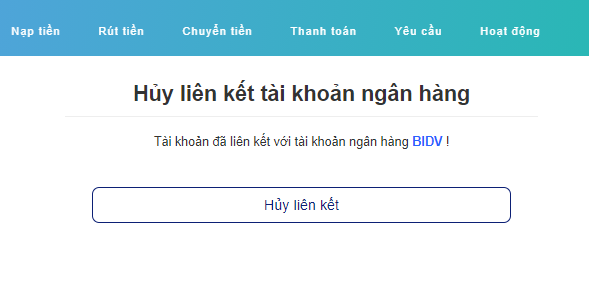 Nạp tiền Rút tiền Chuyển tiền Thanh toán Yêu cầu Hoạt động
Hủy liên kết tài khoản ngân hàng
Tài khoản đã liên kết với tài khoản ngân hàng BIDV !
Hủy liên kết